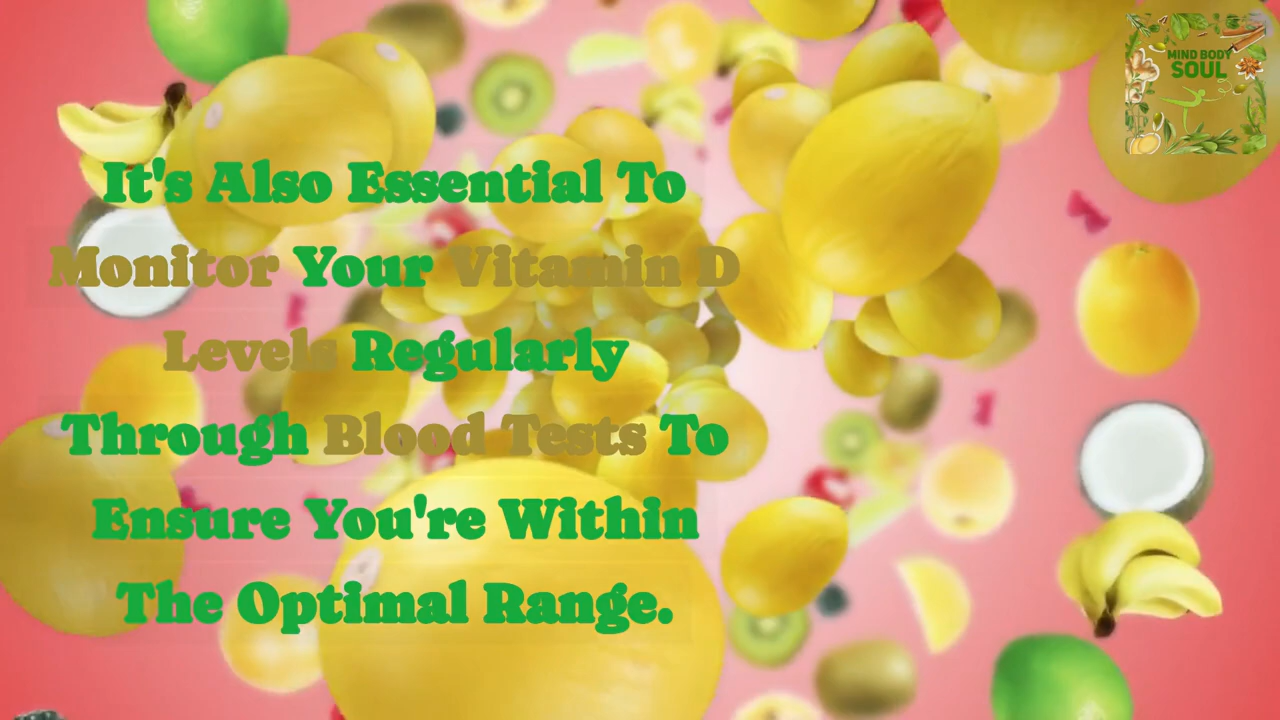 MIND BODY
SOUL
It's Also Essential To
Monitor Your Vitamin D
Levels Regularly
Through Blood Tests To
Ensure You're Within
The Optimal Range.